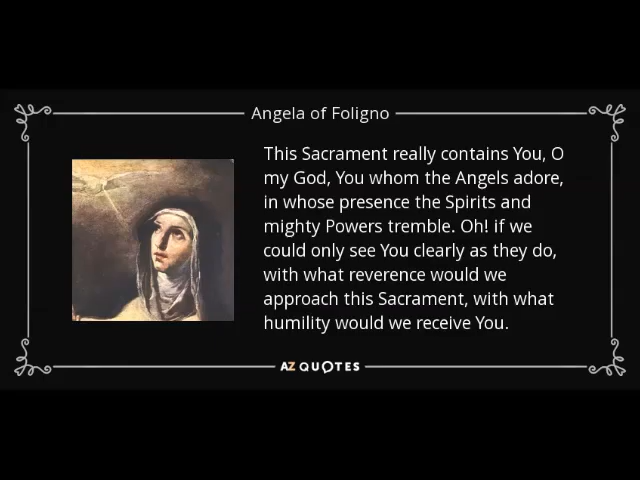 Angela of Foligno
This Sacrament really contains You, O
my God, You whom the Angels adore,
in whose presence the Spirits and
mighty Powers tremble. Oh! if we
could only see You clearly as they do,
with what reverence would we
approach this Sacrament, with what
humility would we receive You.
AZ QUOTES